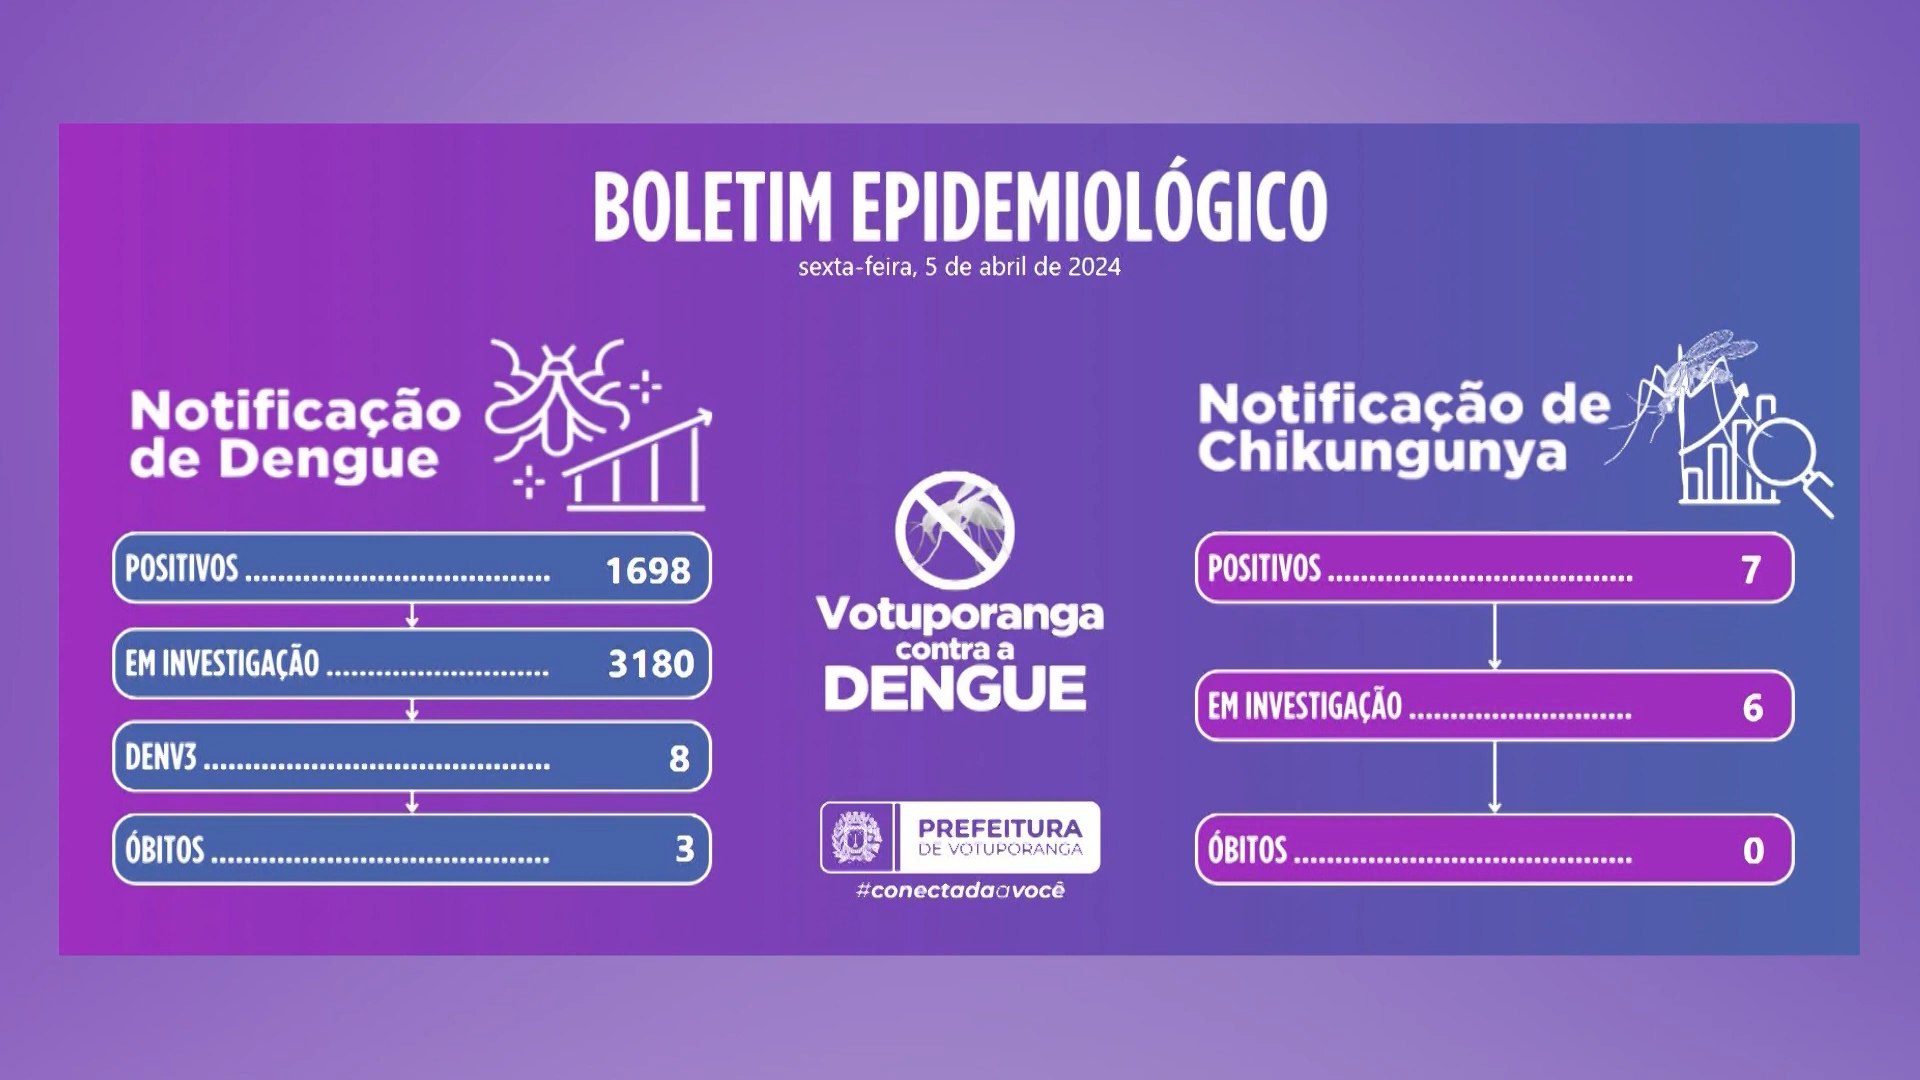 BOLETIM EPIDEMIOLÓGICO
sexta-feira, 5 de abril de 2024
Notificação
de Dengue
POSITIVOS ..................................... 1698
EM INVESTIGAÇÃO ........................... 3180
DENV3 .......................................... 8
ÓBITOS ......................................... 3
Votuporanga
contra a
DENGUE
PREFEITURA
DE VOTUPORANGA
#conectadaavocê
Notificação de
Chikungunya
POSITIVOS ..................................... 7
EM INVESTIGAÇÃO ........................... 6
ÓBITOS ......................................... 0